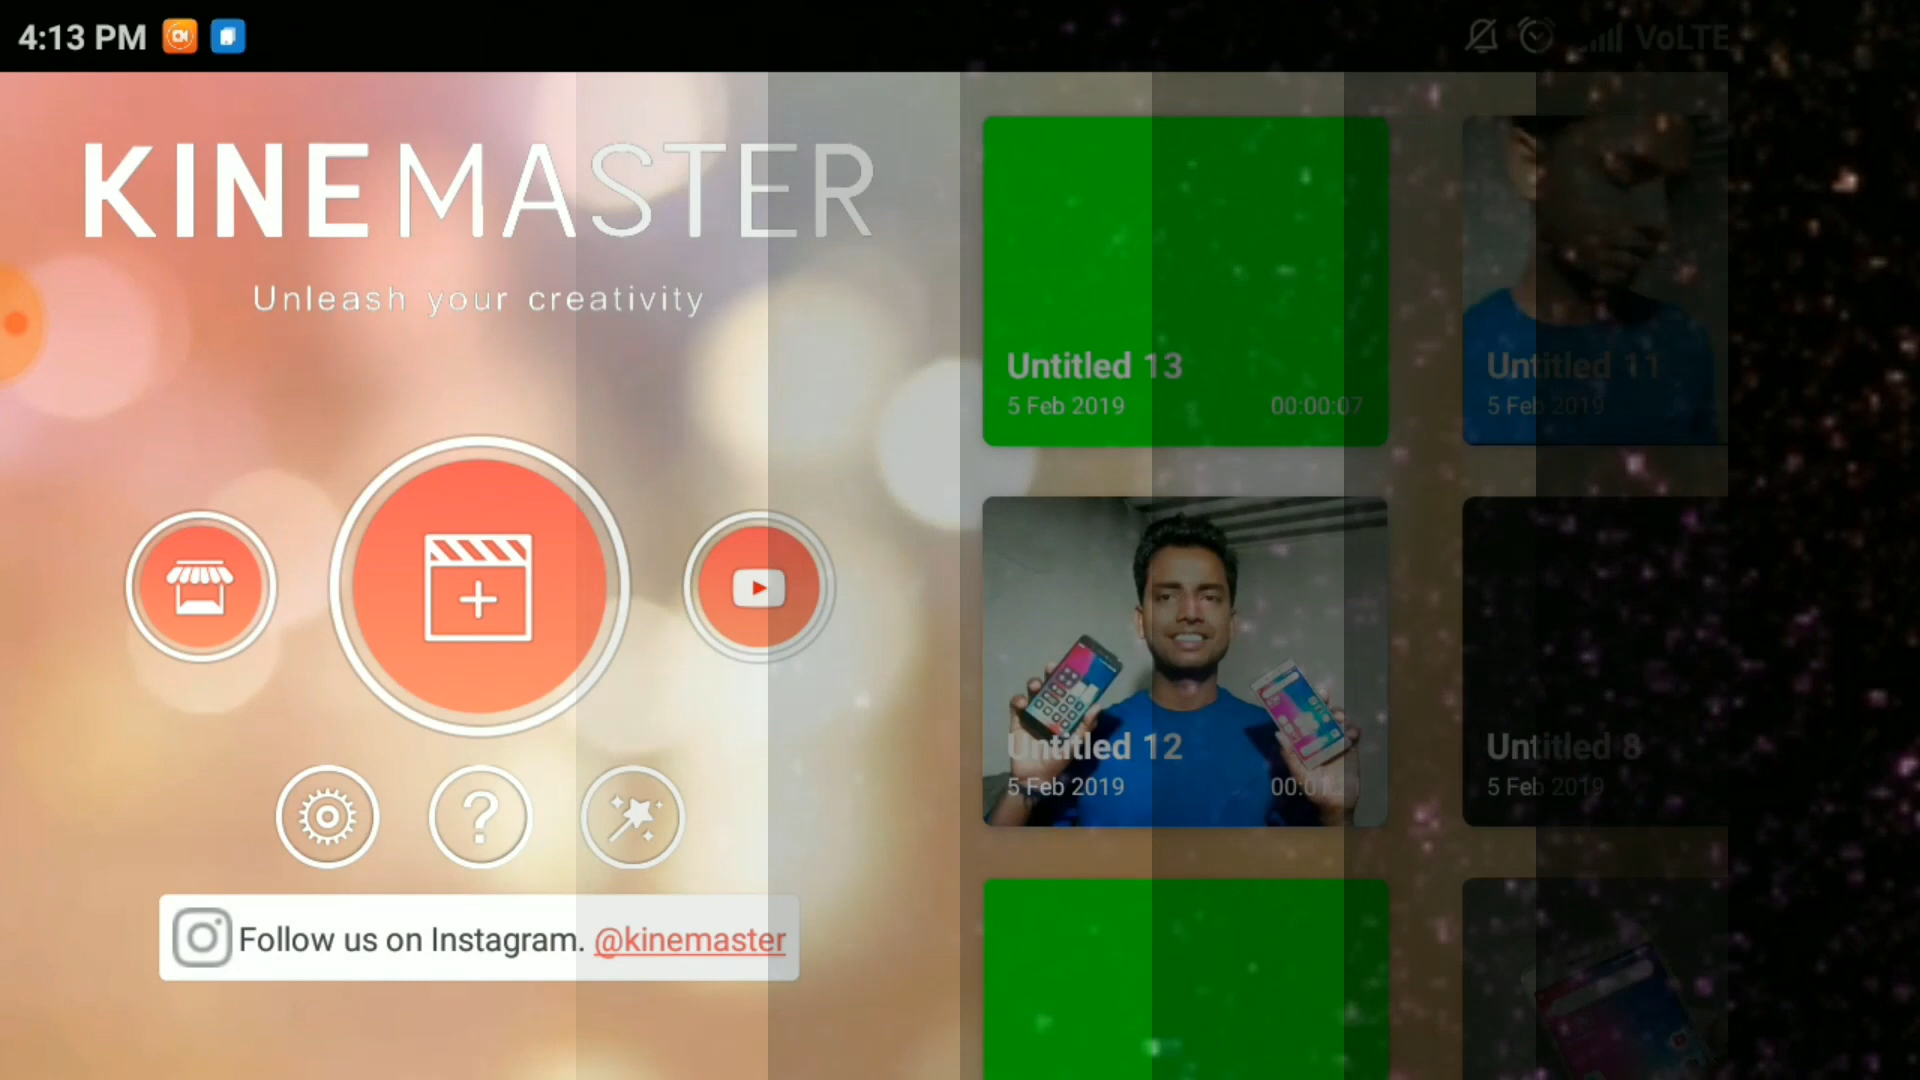 4:13 PM
VoLTE
KINEMASTER
Unleash your creativity
Follow us on Instagram. @kinemaster
Untitled 13
5 Feb 2019 00:00:07
Untitled 11
5 Feb 2019
Untitled 12
5 Feb 2019
Untitled 8
5 Feb 2019